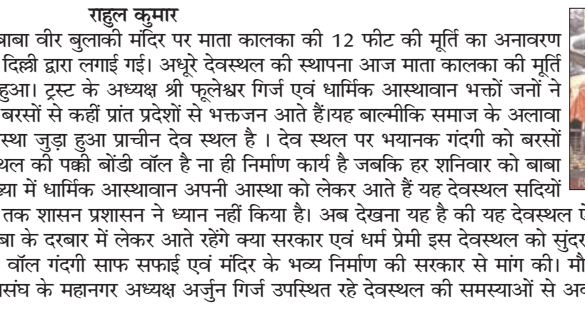 राहुल कुमार
बाबा वीर बुलाकी मंदिर पर माता कालका की 12 फीट की मूर्ति का अनावरण
दिल्ली द्वारा लगाई गई। अधूरे देवस्थल की स्थापना आज माता कालका की मूर्ति
हुआ। ट्रस्ट के अध्यक्ष श्री फूलेश्वर गिर्ज एवं धार्मिक आस्थावान भक्तों जनों ने
बरसों से कहीं प्रांत प्रदेशों से भक्तजन आते हैं।यह बाल्मीकि समाज के अलावा
स्था जुड़ा हुआ प्राचीन देव स्थल है । देव स्थल पर भयानक गंदगी को बरसों
थल की पक्की बोंडी वॉल है ना ही निर्माण कार्य है जबकि हर शनिवार को बाबा
ख्या में धार्मिक आस्थावान अपनी आस्था को लेकर आते हैं यह देवस्थल सदियों
तक शासन प्रशासन ने ध्यान नहीं किया है। अब देखना यह है की यह देवस्थल ऐ
बा के दरबार में लेकर आते रहेंगे क्या सरकार एवं धर्म प्रेमी इस देवस्थल को सुंदर
वॉल गंदगी साफ सफाई एवं मंदिर के भव्य निर्माण की सरकार से मांग की। मौ
संघ के महानगर अध्यक्ष अर्जुन गिर्ज उपस्थित रहे देवस्थल की समस्याओं से अव